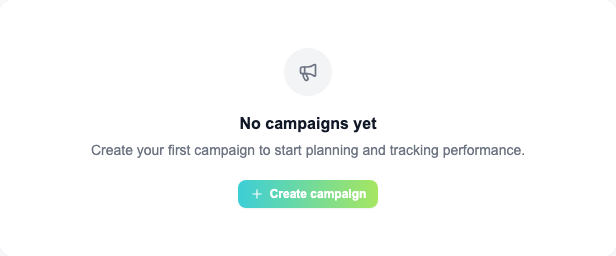 No campaigns yet
Create your first campaign to start planning and tracking performance.
Create campaign